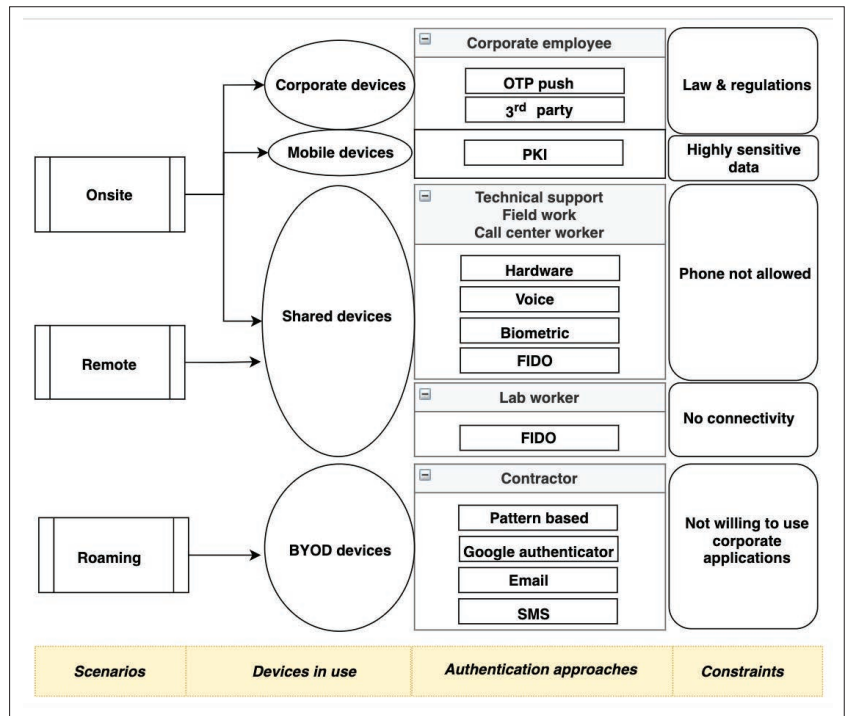 Corporate employee
Corporate devices
OTP push
3rd party
Law & regulations
Mobile devices
PKI
Highly sensitive
data
Onsite
Technical support
Field work
Call center worker
Hardware
Voice
Biometric
FIDO
Phone not allowed
Shared devices
Remote
Lab worker
FIDO
No connectivity
Contractor
Pattern based
Google authenticator
Email
SMS
Not willing to use
corporate
applications
BYOD devices
Roaming
Scenarios
Devices in use
Authentication approaches
Constraints